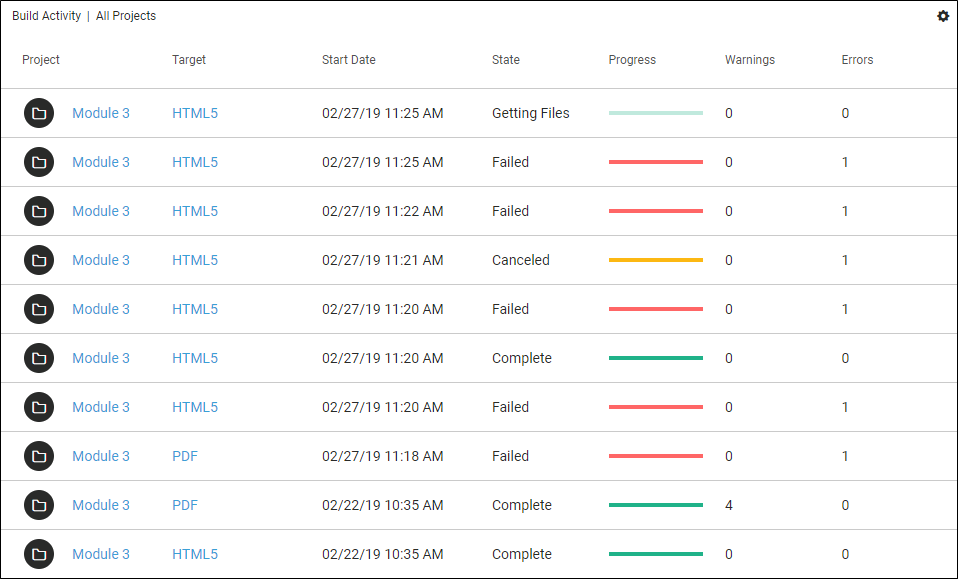 Build Activity | All Projects
Project Target Start Date State Progress Warnings Errors
Module 3 HTML5 02/27/19 11:25 AM Getting Files 0 0
Module 3 HTML5 02/27/19 11:25 AM Failed 0 1
Module 3 HTML5 02/27/19 11:22 AM Failed 0 1
Module 3 HTML5 02/27/19 11:21 AM Canceled 0 1
Module 3 HTML5 02/27/19 11:20 AM Failed 0 1
Module 3 HTML5 02/27/19 11:20 AM Complete 0 0
Module 3 HTML5 02/27/19 11:20 AM Failed 0 1
Module 3 PDF 02/27/19 11:18 AM Failed 0 1
Module 3 PDF 02/22/19 10:35 AM Complete 4 0
Module 3 HTML5 02/22/19 10:35 AM Complete 0 0